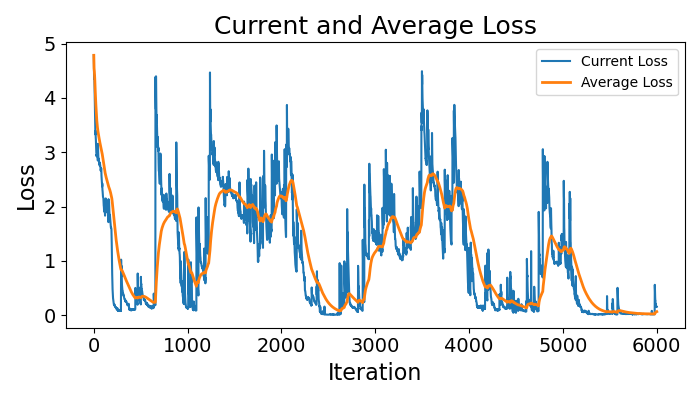 Current and Average Loss
Current Loss
Average Loss
Loss
5
4
3
2
1
0
0 1000 2000 3000 4000 5000 6000
Iteration